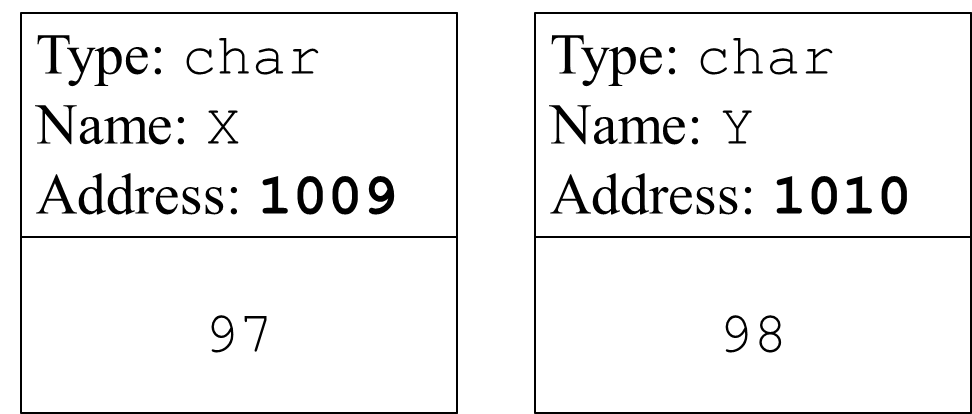 Type: char
Name: X
Address: 1009
97
Type: char
Name: Y
Address: 1010
98